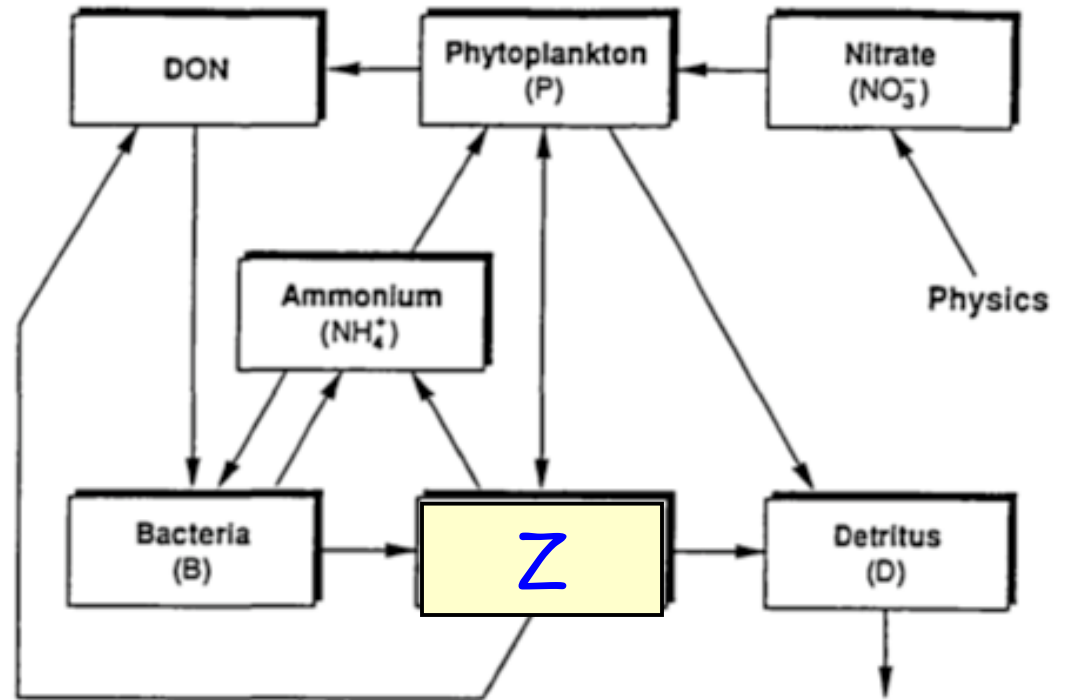 DON
Phytoplankton
(P)
Nitrate
(NO₃⁻)
Ammonium
(NH₄⁺)
Physics
Bacteria
(B)
Z
Detritus
(D)